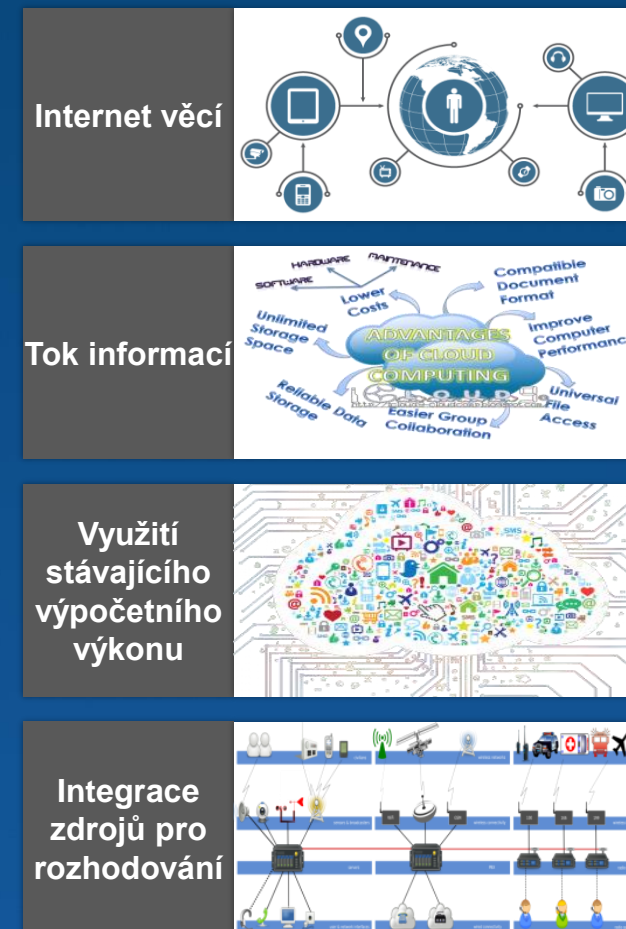 Internet věcí
Tok informací
HARDWARE
MAINTENANCE
SOFTWARE
Lower
Costs
Compatible
Document
Format
Unlimited
Storage
Space
Improve
Computer
Performanc
ADVANTAGES
OF CLOUD
COMPUTING
Reliable Data
Storage
Easier Group
Collaboration
Universal
File
Access
Využití
stávajícího
výpočetního
výkonu
SMS
Integrace
zdrojů pro
rozhodování